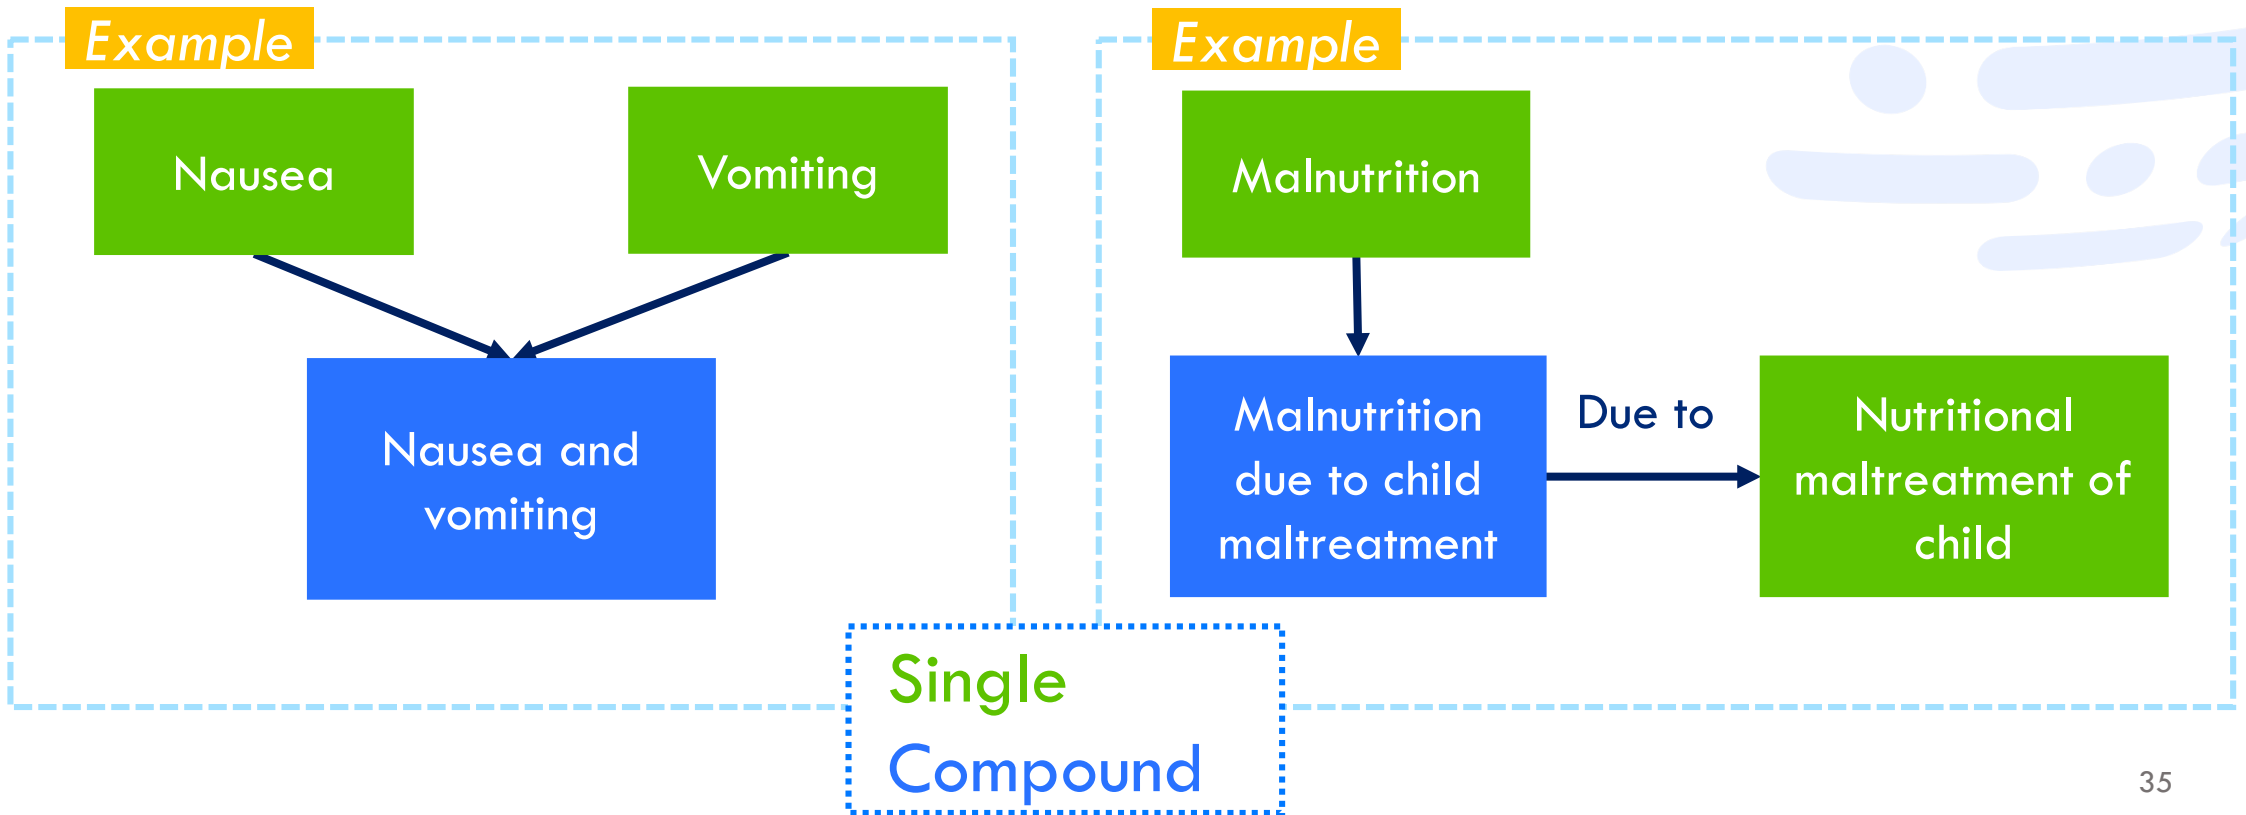 Example
Nausea
Vomiting
Nausea and
vomiting
Example
Malnutrition
Malnutrition
due to child
maltreatment
Due to
Nutritional
maltreatment of
child
Single
Compound
35